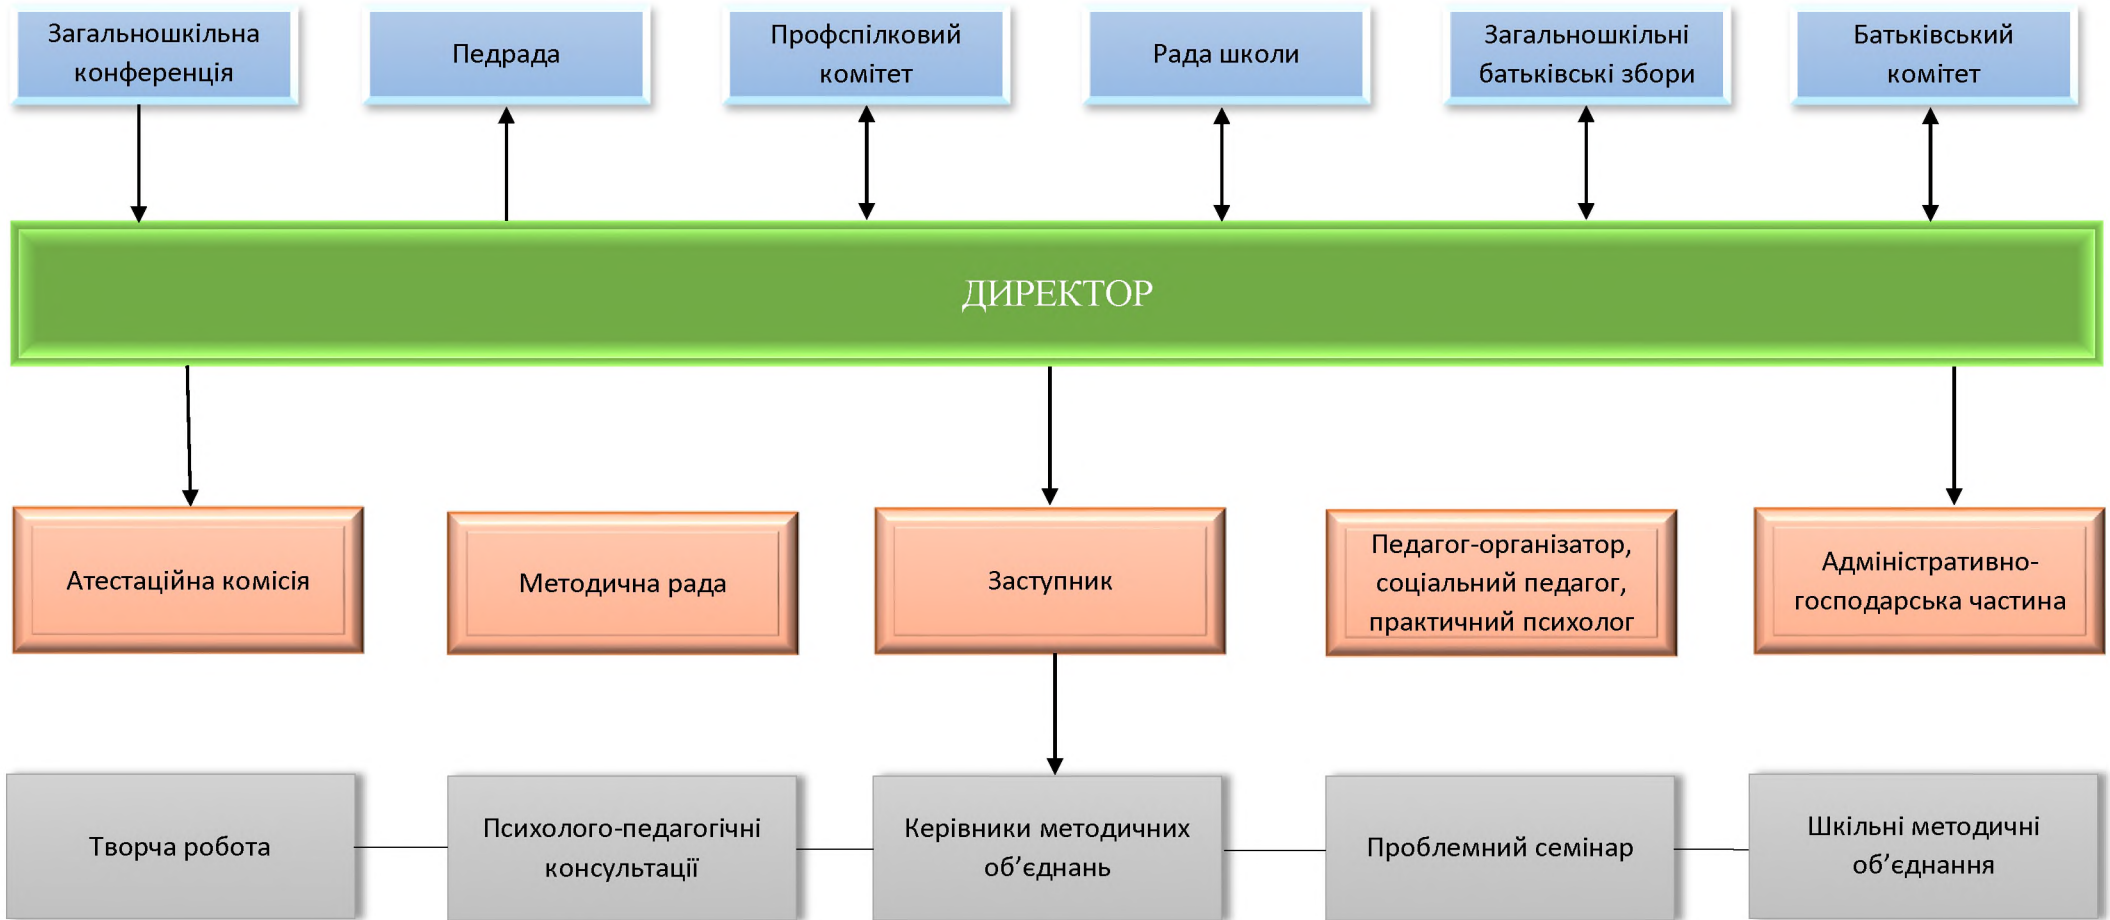 Загальношкільна
конференція
Педрада
Профспілковий
комітет
Рада школи
Загальношкільні
батьківські збори
Батьківський
комітет
ДИРЕКТОР
Атестаційна комісія
Методична рада
Заступник
Педагог-організатор,
соціальний педагог,
практичний психолог
Адміністративно-
господарська частина
Творча робота
Психолого-педагогічні
консультації
Керівники методичних
об’єднань
Проблемний семінар
Шкільні методичні
об’єднання